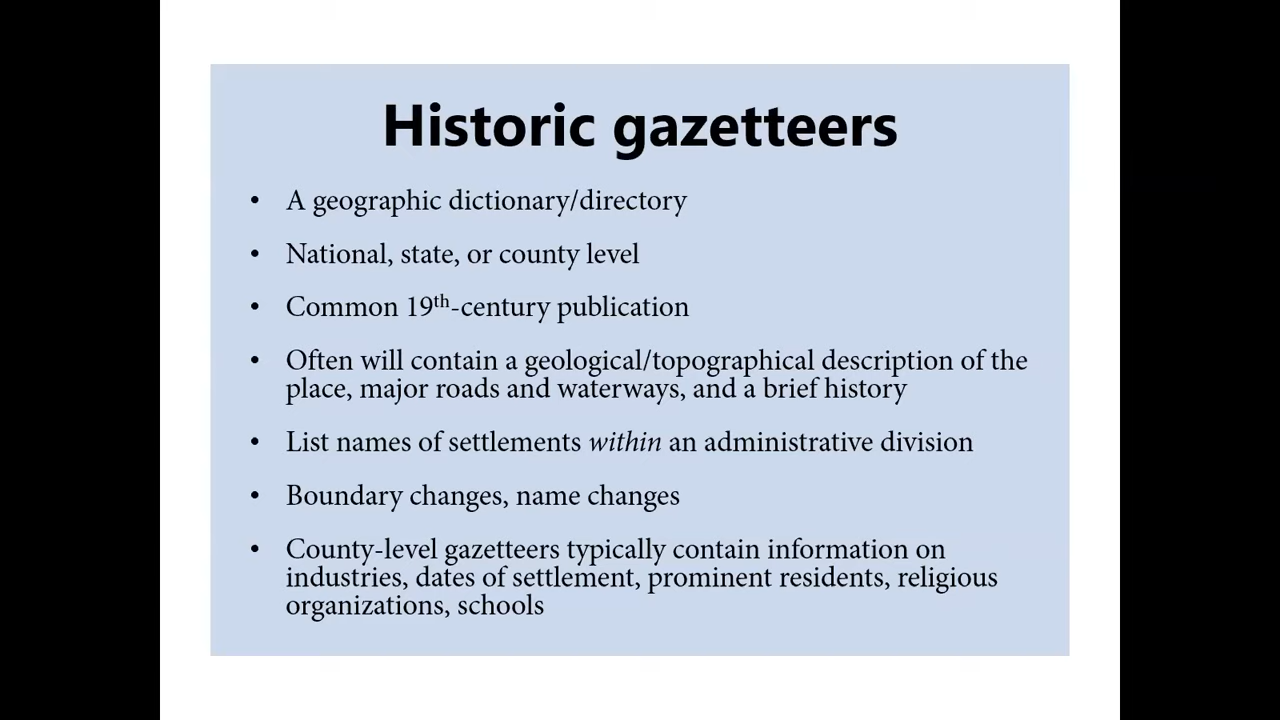 Historic gazetteers
• A geographic dictionary/directory
• National, state, or county level
• Common 19th-century publication
• Often will contain a geological/topographical description of the
place, major roads and waterways, and a brief history
• List names of settlements within an administrative division
• Boundary changes, name changes
• County-level gazetteers typically contain information on
industries, dates of settlement, prominent residents, religious
organizations, schools